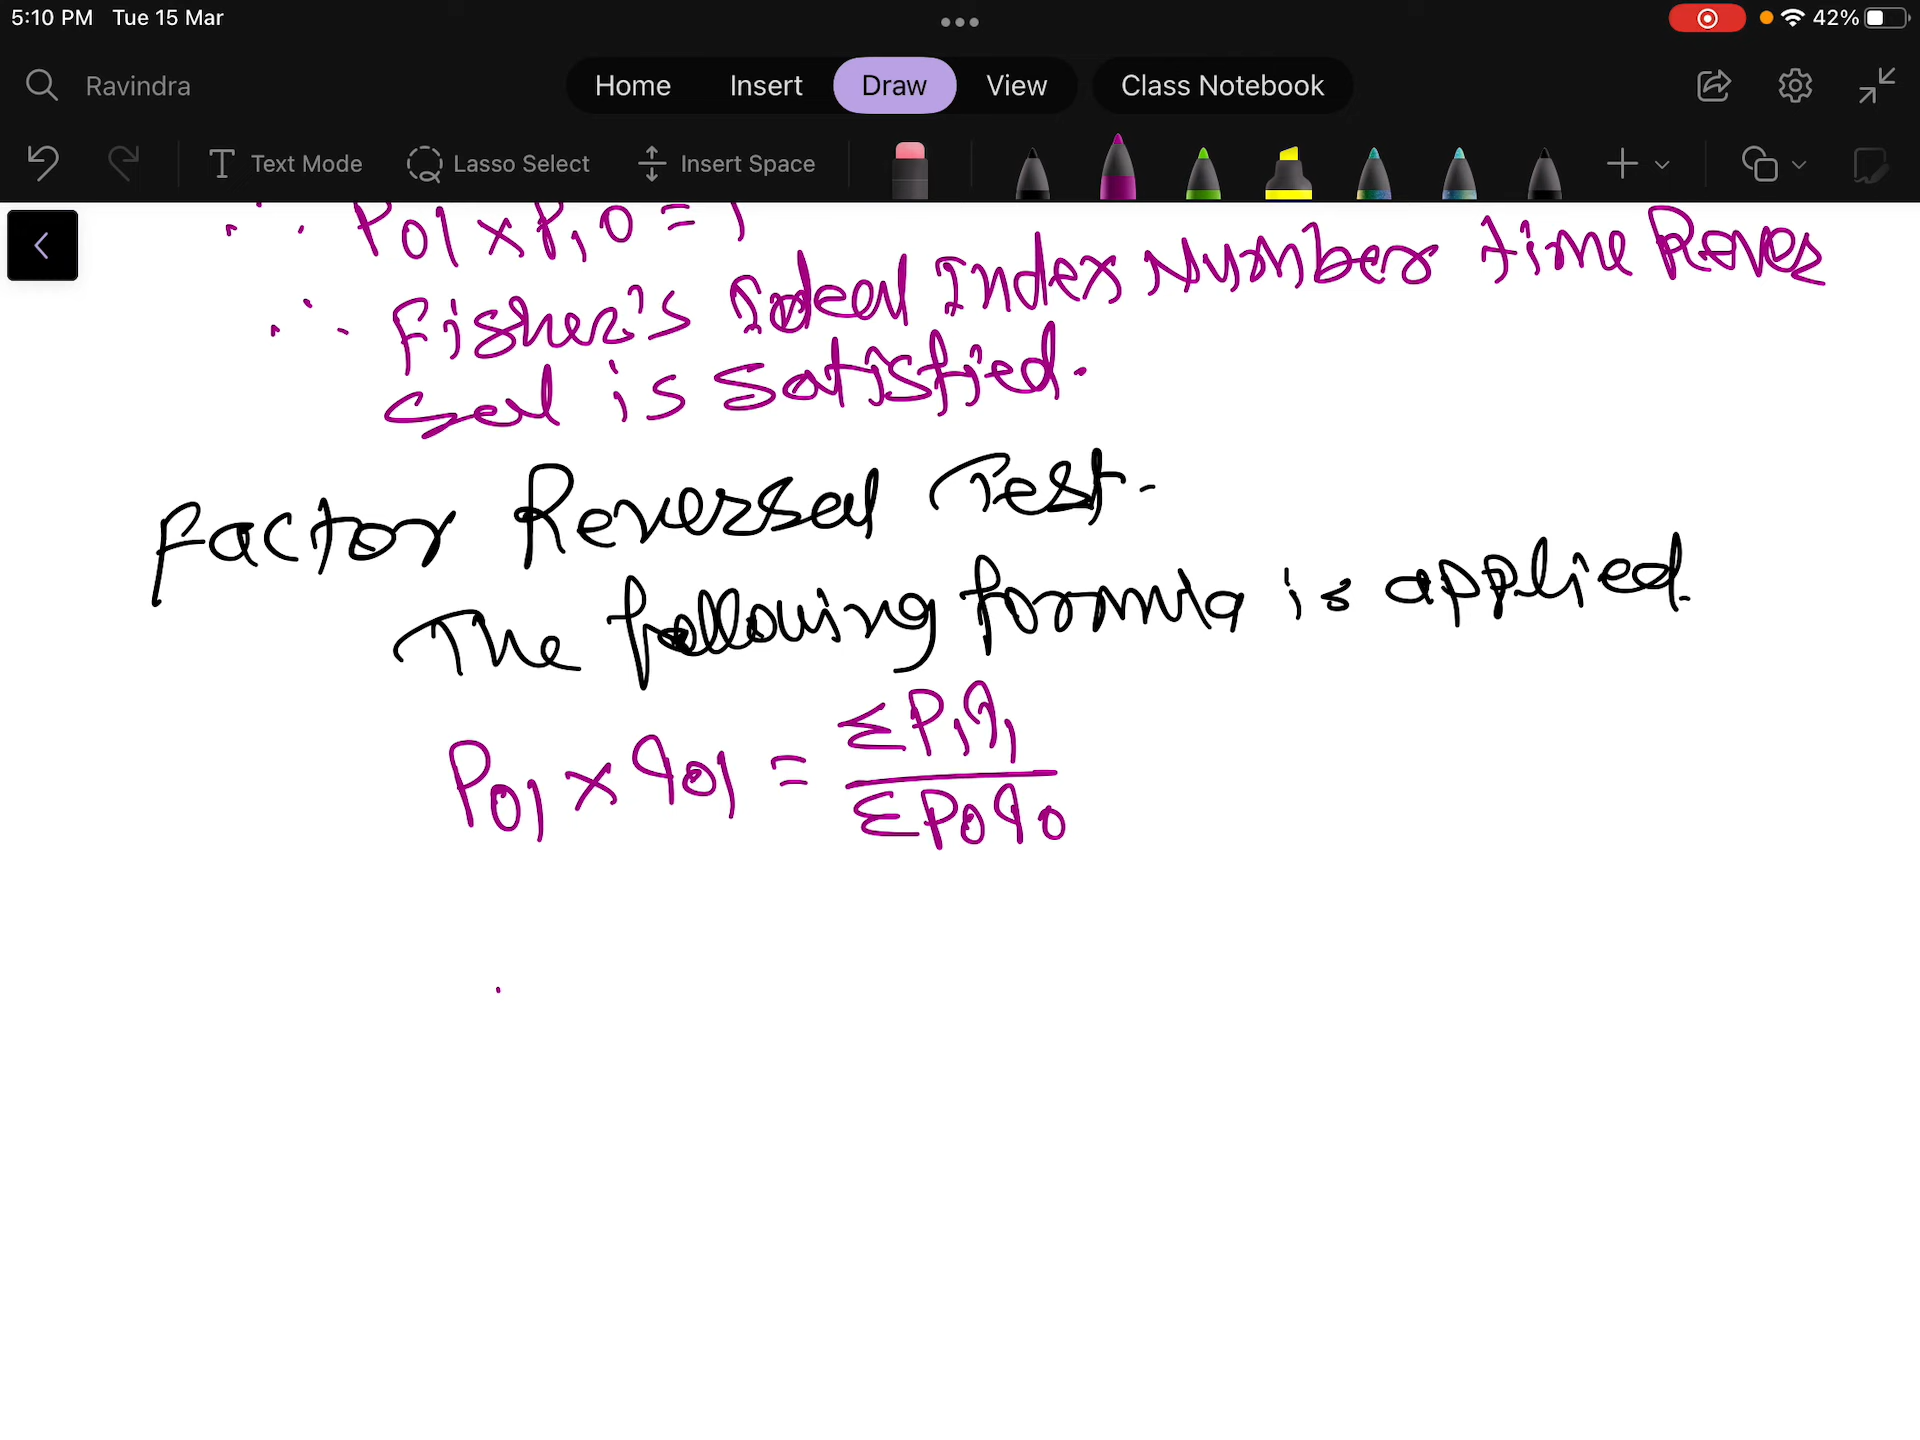 5:10 PM Tue 15 Mar
42%
Ravindra
Home Insert Draw View Class Notebook
Text Mode Lasso Select Insert Space
∴ P01 × P10 = 1
∴ Fisher's Ideal Index Number time Rever
sal is satisfied.
Factor Reversal Test.
The following formula is applied.
P01 × q01 = ΣP1q1
ΣP0q0